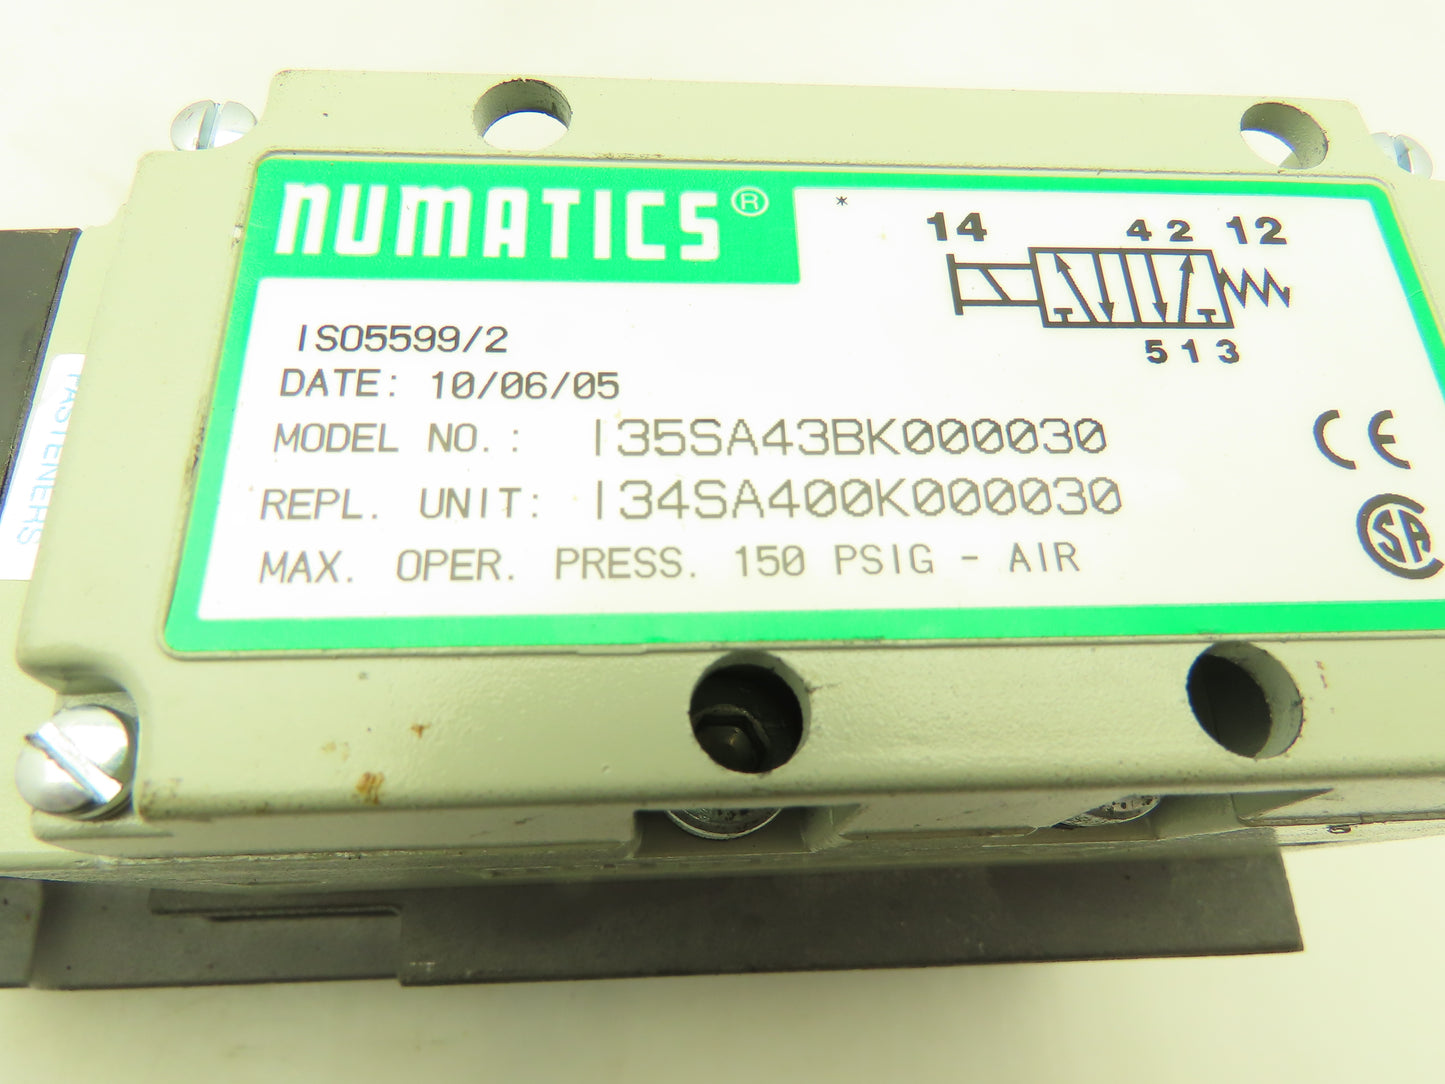 NUMATICS®
*
14 4 2 12
5 1 3
ISO5599/2
DATE: 10/06/05
MODEL NO.: I35SA43BK000030
REPL. UNIT: I34SA400K000030
MAX. OPER. PRESS. 150 PSIG - AIR
CE
CSA
FASTENERS